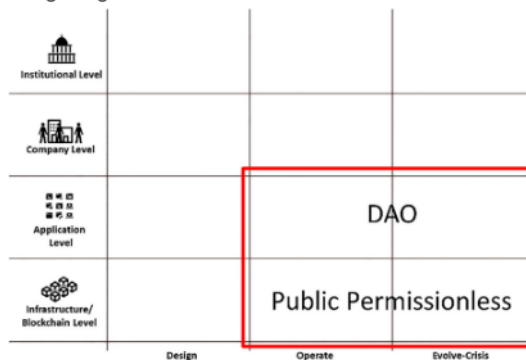 Institutional Level
Company Level
Application
Level
DAO
Infrastructure/
Blockchain Level
Public Permissionless
Design
Operate
Evolve-Crisis